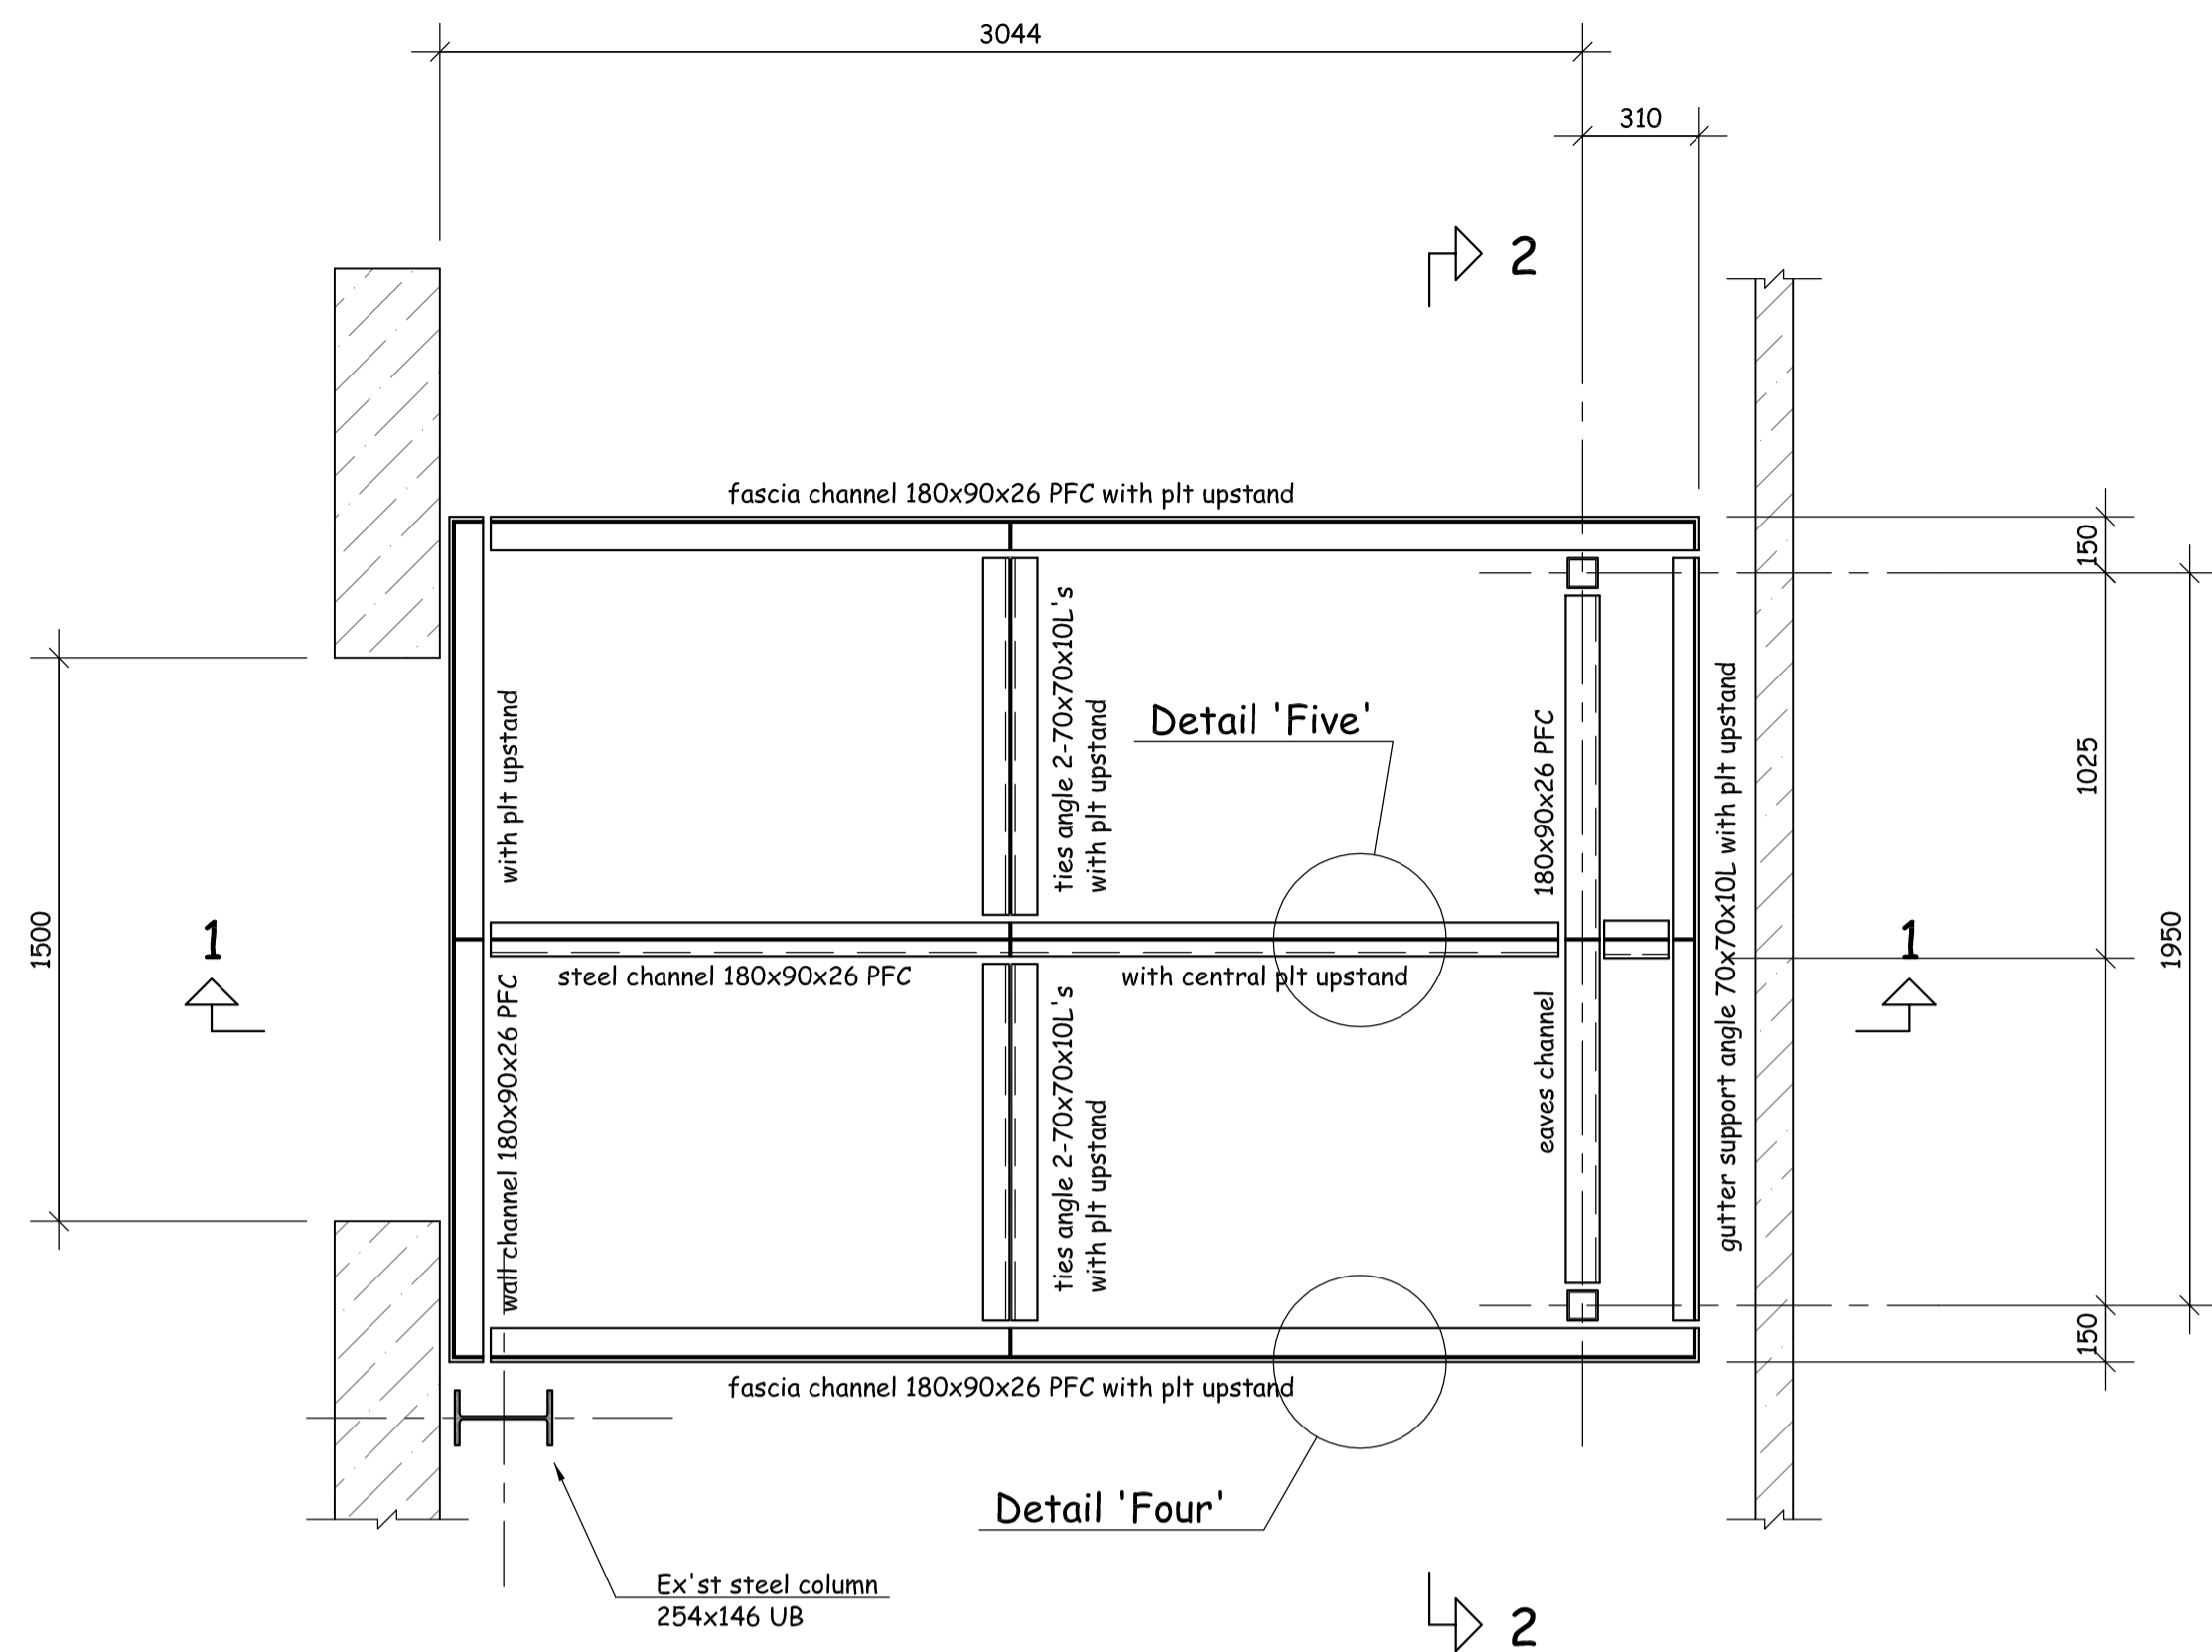 3044
310
2
fascia channel 180x90x26 PFC with plt upstand
150
with plt upstand
ties angle 2-70x70x10L's
with plt upstand
Detail 'Five'
180x90x26 PFC
gutter support angle 70x70x10L with plt upstand
1025
1500
1
1
1950
steel channel 180x90x26 PFC
with central plt upstand
wall channel 180x90x26 PFC
ties angle 2-70x70x10L's
with plt upstand
eaves channel
150
fascia channel 180x90x26 PFC with plt upstand
Detail 'Four'
Ex'st steel column
254x146 UB
2